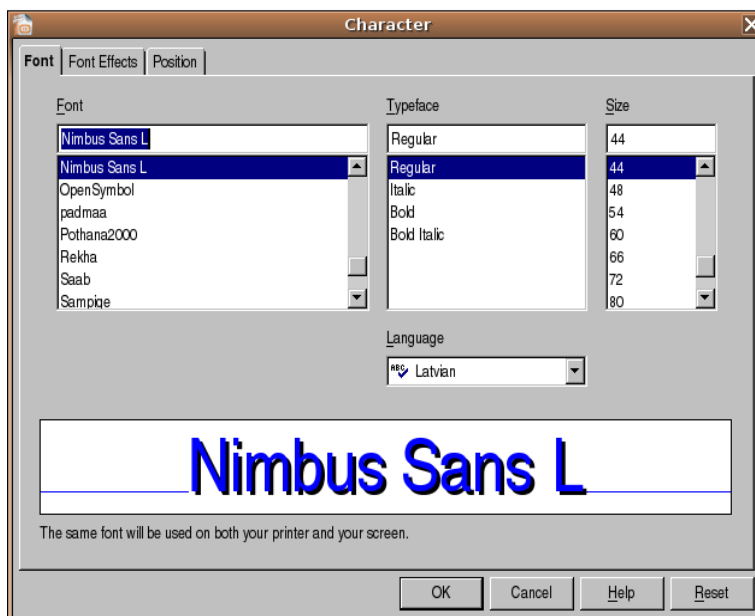 Character
Font Font Effects Position
Font Typeface Size
Nimbus Sans L Regular 44
Nimbus Sans L Regular 44
OpenSymbol Italic 48
padmaa Bold 54
Pothana2000 Bold Italic 60
Rekha 66
Saab 72
Sampige 80
Language
ABC Latvian
Nimbus Sans L
The same font will be used on both your printer and your screen.
OK Cancel Help Reset